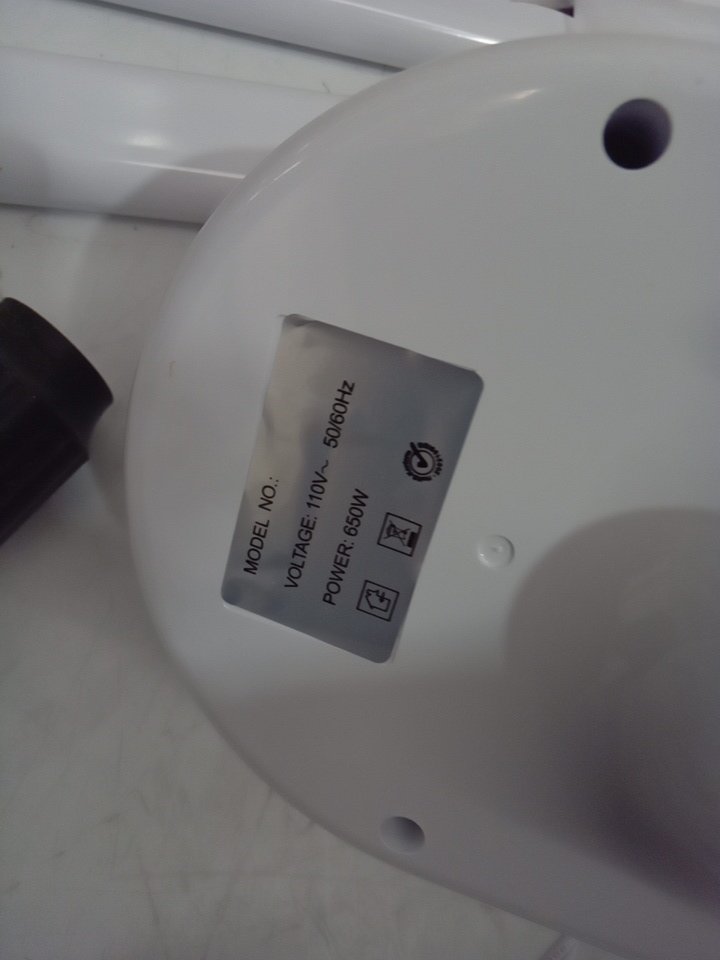 MODEL NO.:
VOLTAGE: 110V~ 50/60Hz
POWER: 650W